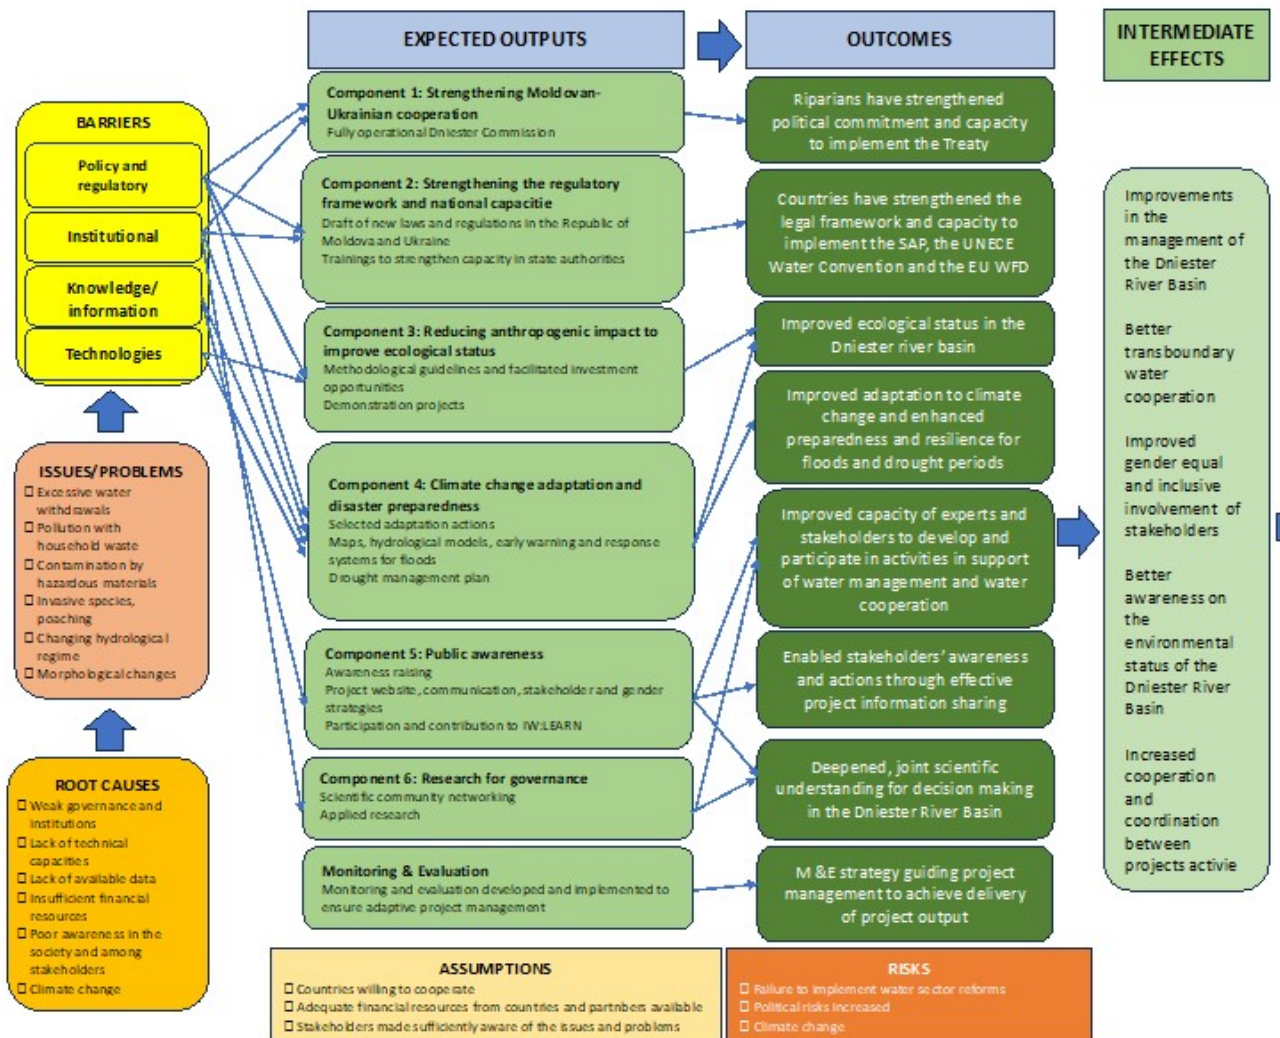 EXPECTED OUTPUTS
OUTCOMES
INTERMEDIATE
EFFECTS
BARRIERS
Policy and
regulatory
Institutional
Knowledge/
information
Technologies
ISSUES/PROBLEMS
Excessive water
withdrawals
Pollution with
household waste
Contamination by
hazardous materials
Invasive species,
poaching
Changing hydrological
regime
Morphological changes
ROOT CAUSES
Weak governance and
institutions
Lack of technical
capacities
Lack of available data
Insufficient financial
resources
Poor awareness in the
society and among
stakeholders
Climate change
Component 1: Strengthening Moldovan-
Ukrainian cooperation
Fully operational Dniester Commission
Component 2: Strengthening the regulatory
framework and national capacitie
Draft of new laws and regulations in the Republic of
Moldova and Ukraine
Trainings to strengthen capacity in state authorities
Component 3: Reducing anthropogenic impact to
improve ecological status
Methodological guidelines and facilitated investment
opportunities
Demonstration projects
Component 4: Climate change adaptation and
disaster preparedness
Selected adaptation actions
Maps, hydrological models, early warning and response
systems for floods
Drought management plan
Component 5: Public awareness
Awareness raising
Project website, communication, stakeholder and gender
strategies
Participation and contribution to IW:LEARN
Component 6: Research for governance
Scientific community networking
Applied research
Monitoring & Evaluation
Monitoring and evaluation developed and implemented to
ensure adaptive project management
Riparians have strengthened
political commitment and capacity
to implement the Treaty
Countries have strengthened the
legal framework and capacity to
implement the SAP, the UNECE
Water Convention and the EU WFD
Improved ecological status in the
Dniester river basin
Improved adaptation to climate
change and enhanced
preparedness and resilience for
floods and drought periods
Improved capacity of experts and
stakeholders to develop and
participate in activities in support
of water management and water
cooperation
Enabled stakeholders' awareness
and actions through effective
project information sharing
Deepened, joint scientific
understanding for decision making
in the Dniester River Basin
M &E strategy guiding project
management to achieve delivery
of project output
Improvements
in the
management of
the Dniester
River Basin
Better
transboundary
water
cooperation
Improved
gender equal
and inclusive
involvement of
stakeholders
Better
awareness on
the
environmental
status of the
Dniester River
Basin
Increased
cooperation
and
coordination
between
projects activie
ASSUMPTIONS
Countries willing to cooperate
Adequate financial resources from countries and partnbers available
Stakeholders made sufficiently aware of the issues and problems
RISKS
Failure to implement water sector reforms
Political risks increased
Climate change